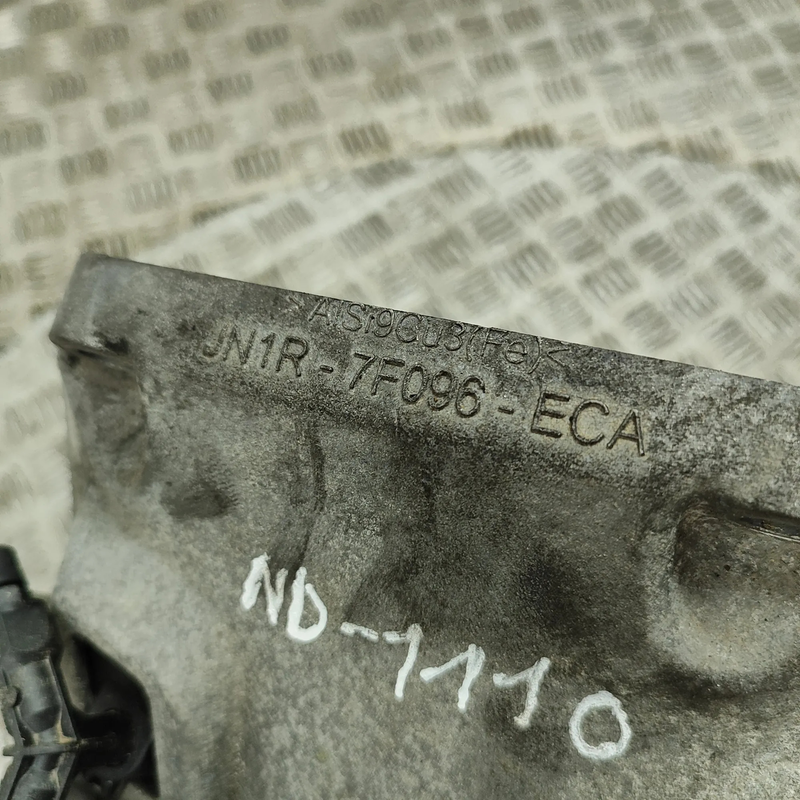 >AlSi9Cu3(Fe)<
JN1R - 7F096 - ECA
ND-1110